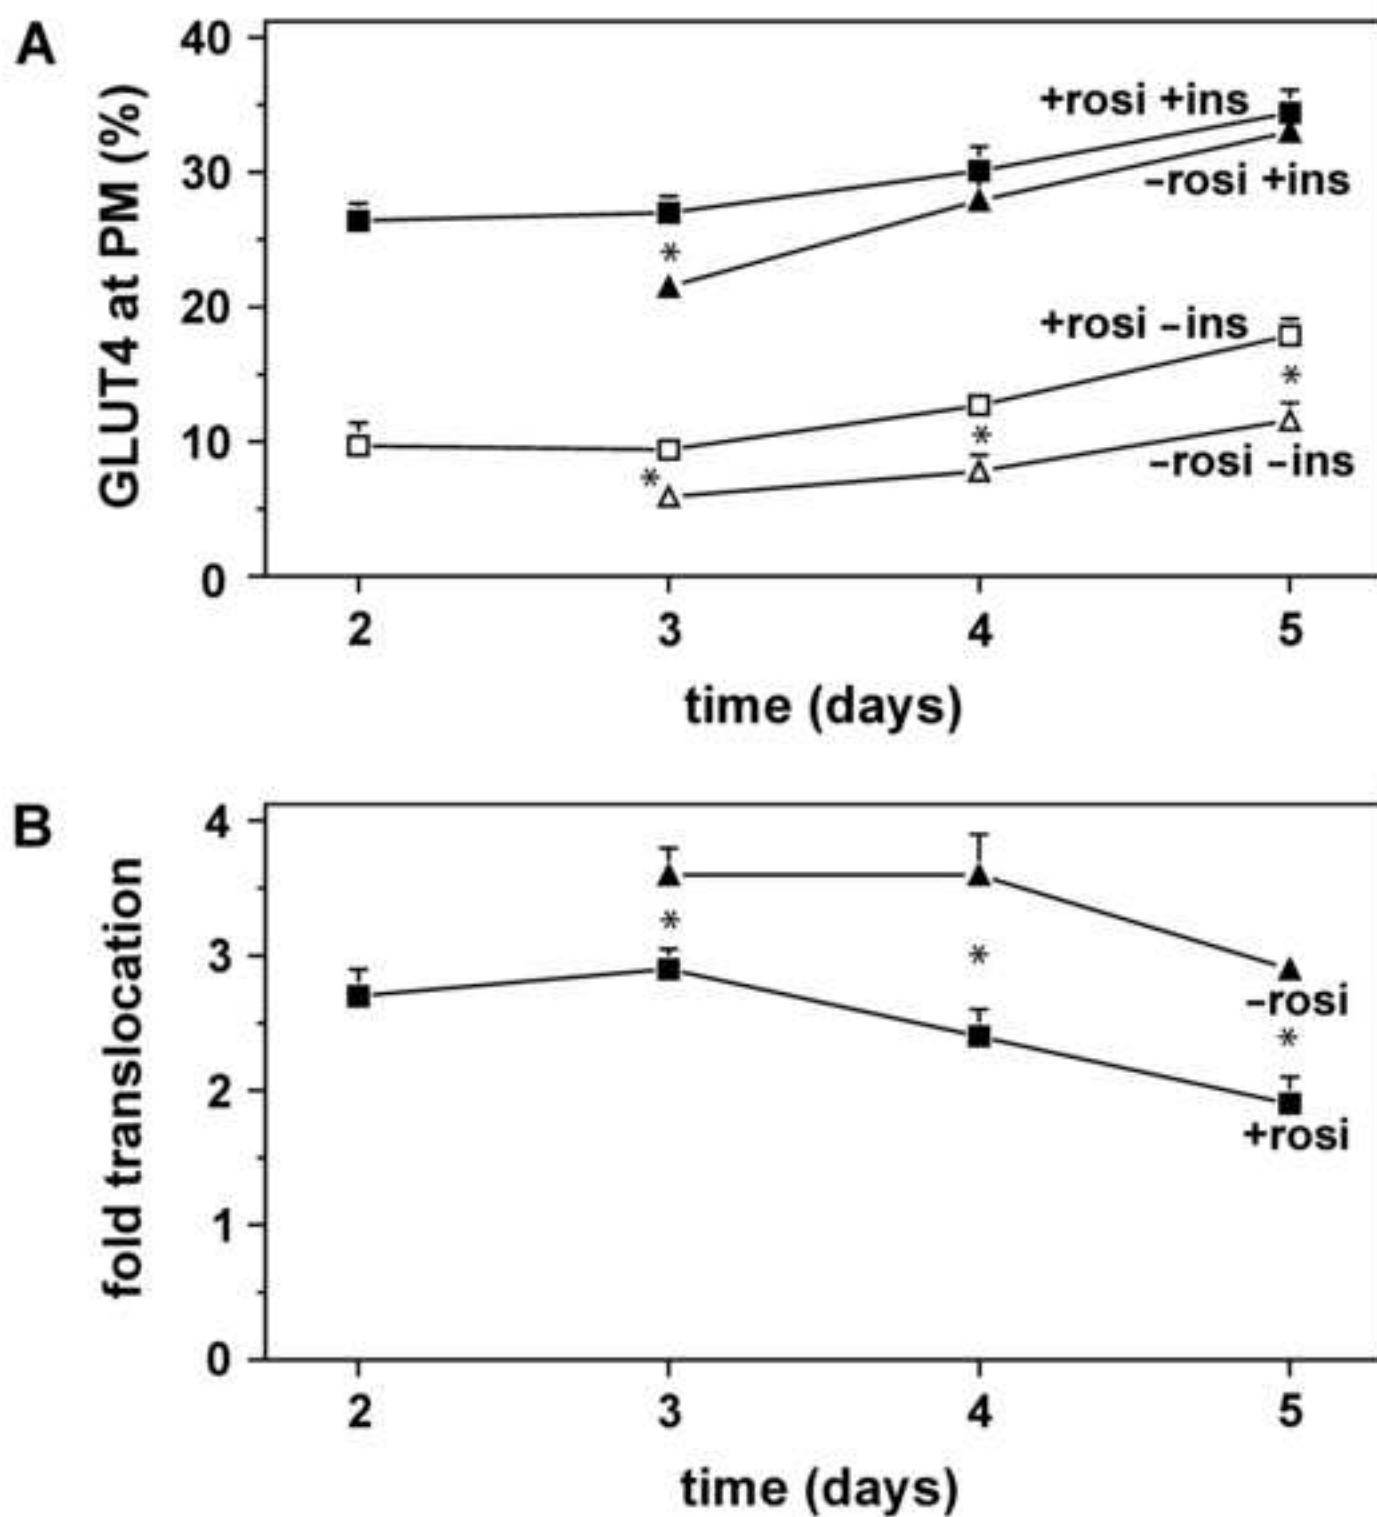 A
GLUT4 at PM (%)
40
30
20
10
0
+rosi +ins
–rosi +ins
+rosi –ins
–rosi –ins
*
*
*
*
2 3 4 5
time (days)
B
fold translocation
4
3
2
1
0
*
*
*
–rosi
+rosi
2 3 4 5
time (days)